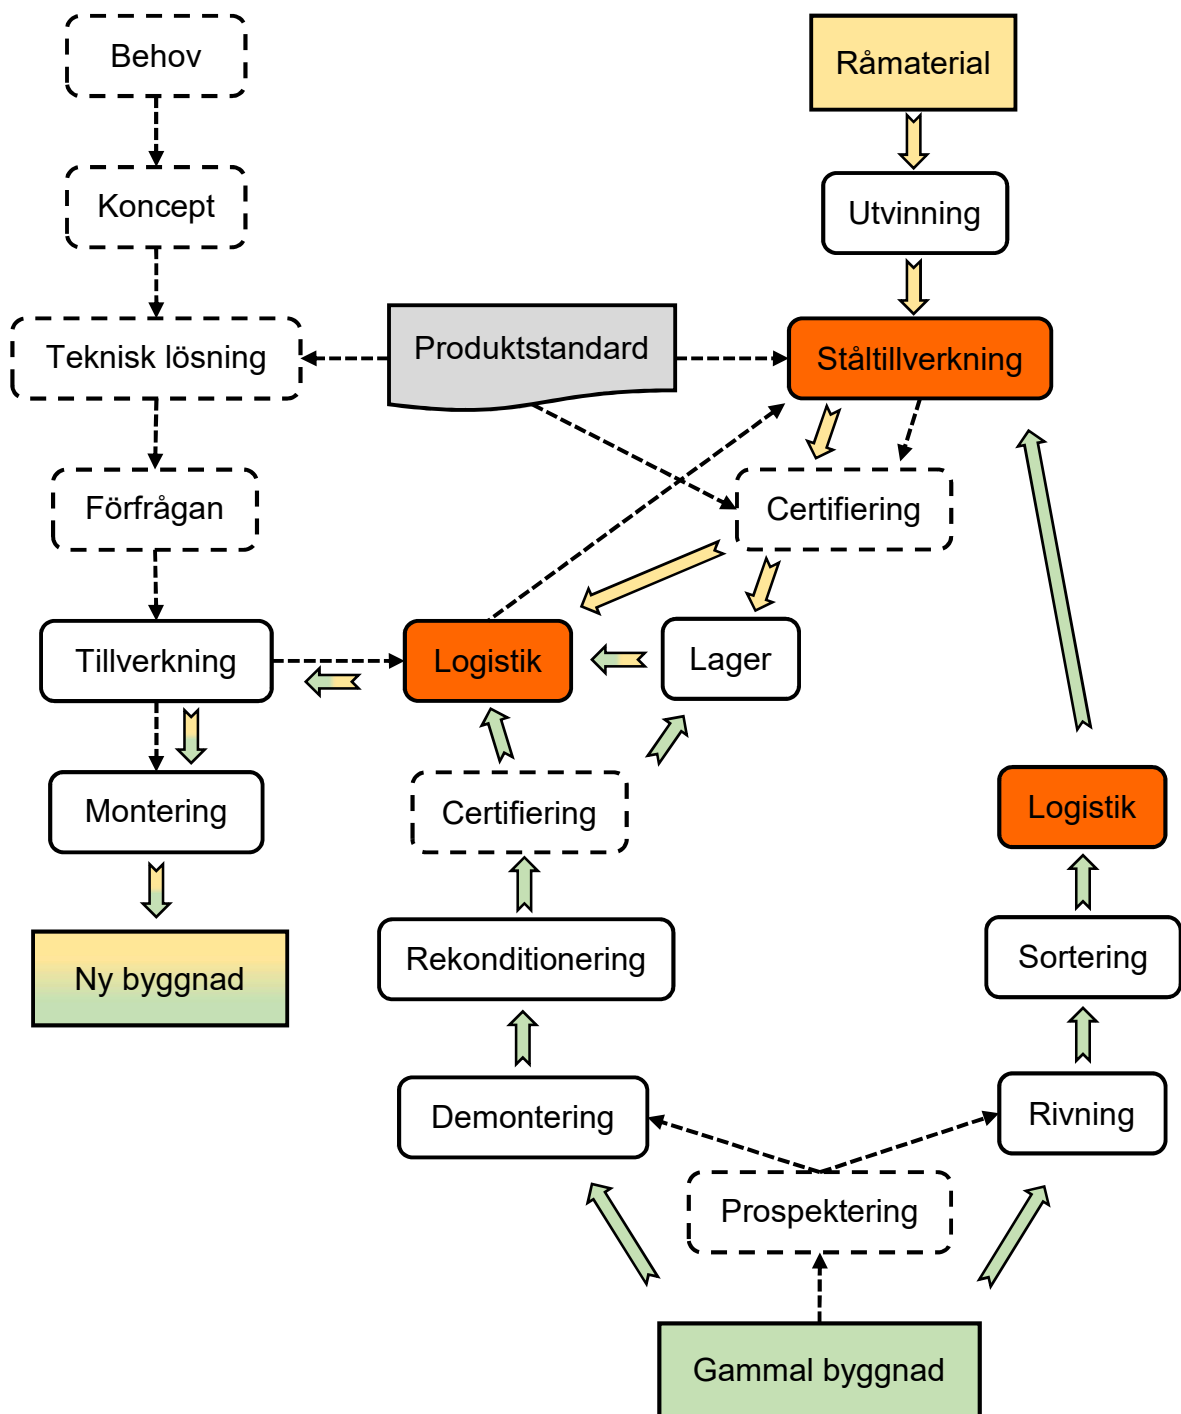 Behov
Råmaterial
Koncept
Utvinning
Teknisk lösning
Produktstandard
Ståltillverkning
Förfrågan
Certifiering
Tillverkning
Logistik
Lager
Montering
Certifiering
Logistik
Ny byggnad
Rekonditionering
Sortering
Demontering
Rivning
Prospektering
Gammal byggnad